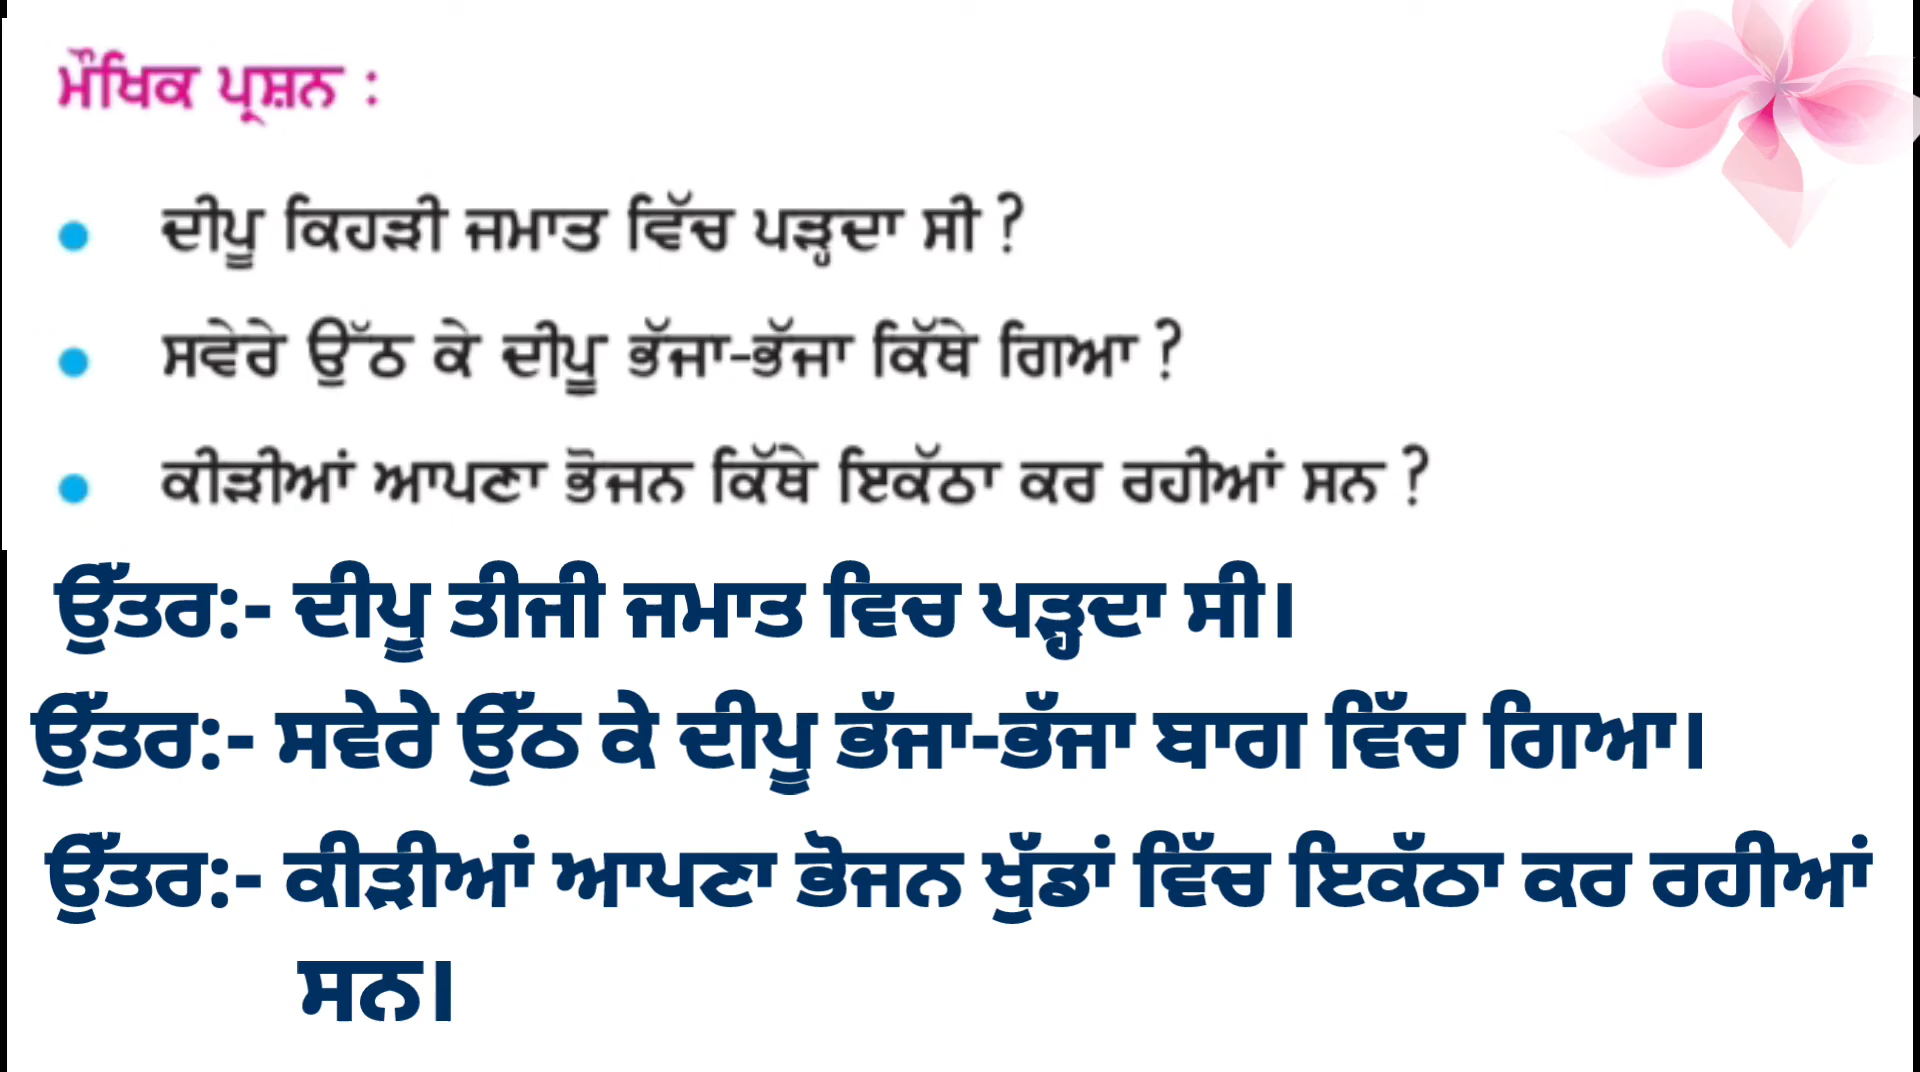 ਮੌਖਿਕ ਪ੍ਰਸ਼ਨ :
• ਦੀਪੂ ਕਿਹੜੀ ਜਮਾਤ ਵਿੱਚ ਪੜ੍ਹਦਾ ਸੀ ?
• ਸਵੇਰੇ ਉੱਠ ਕੇ ਦੀਪੂ ਭੱਜਾ-ਭੱਜਾ ਕਿੱਥੇ ਗਿਆ ?
• ਕੀੜੀਆਂ ਆਪਣਾ ਭੋਜਨ ਕਿੱਥੇ ਇਕੱਠਾ ਕਰ ਰਹੀਆਂ ਸਨ ?
ਉੱਤਰ:- ਦੀਪੂ ਤੀਜੀ ਜਮਾਤ ਵਿਚ ਪੜ੍ਹਦਾ ਸੀ।
ਉੱਤਰ:- ਸਵੇਰੇ ਉੱਠ ਕੇ ਦੀਪੂ ਭੱਜਾ-ਭੱਜਾ ਬਾਗ ਵਿੱਚ ਗਿਆ।
ਉੱਤਰ:- ਕੀੜੀਆਂ ਆਪਣਾ ਭੋਜਨ ਖੁੱਡਾਂ ਵਿੱਚ ਇਕੱਠਾ ਕਰ ਰਹੀਆਂ
ਸਨ।